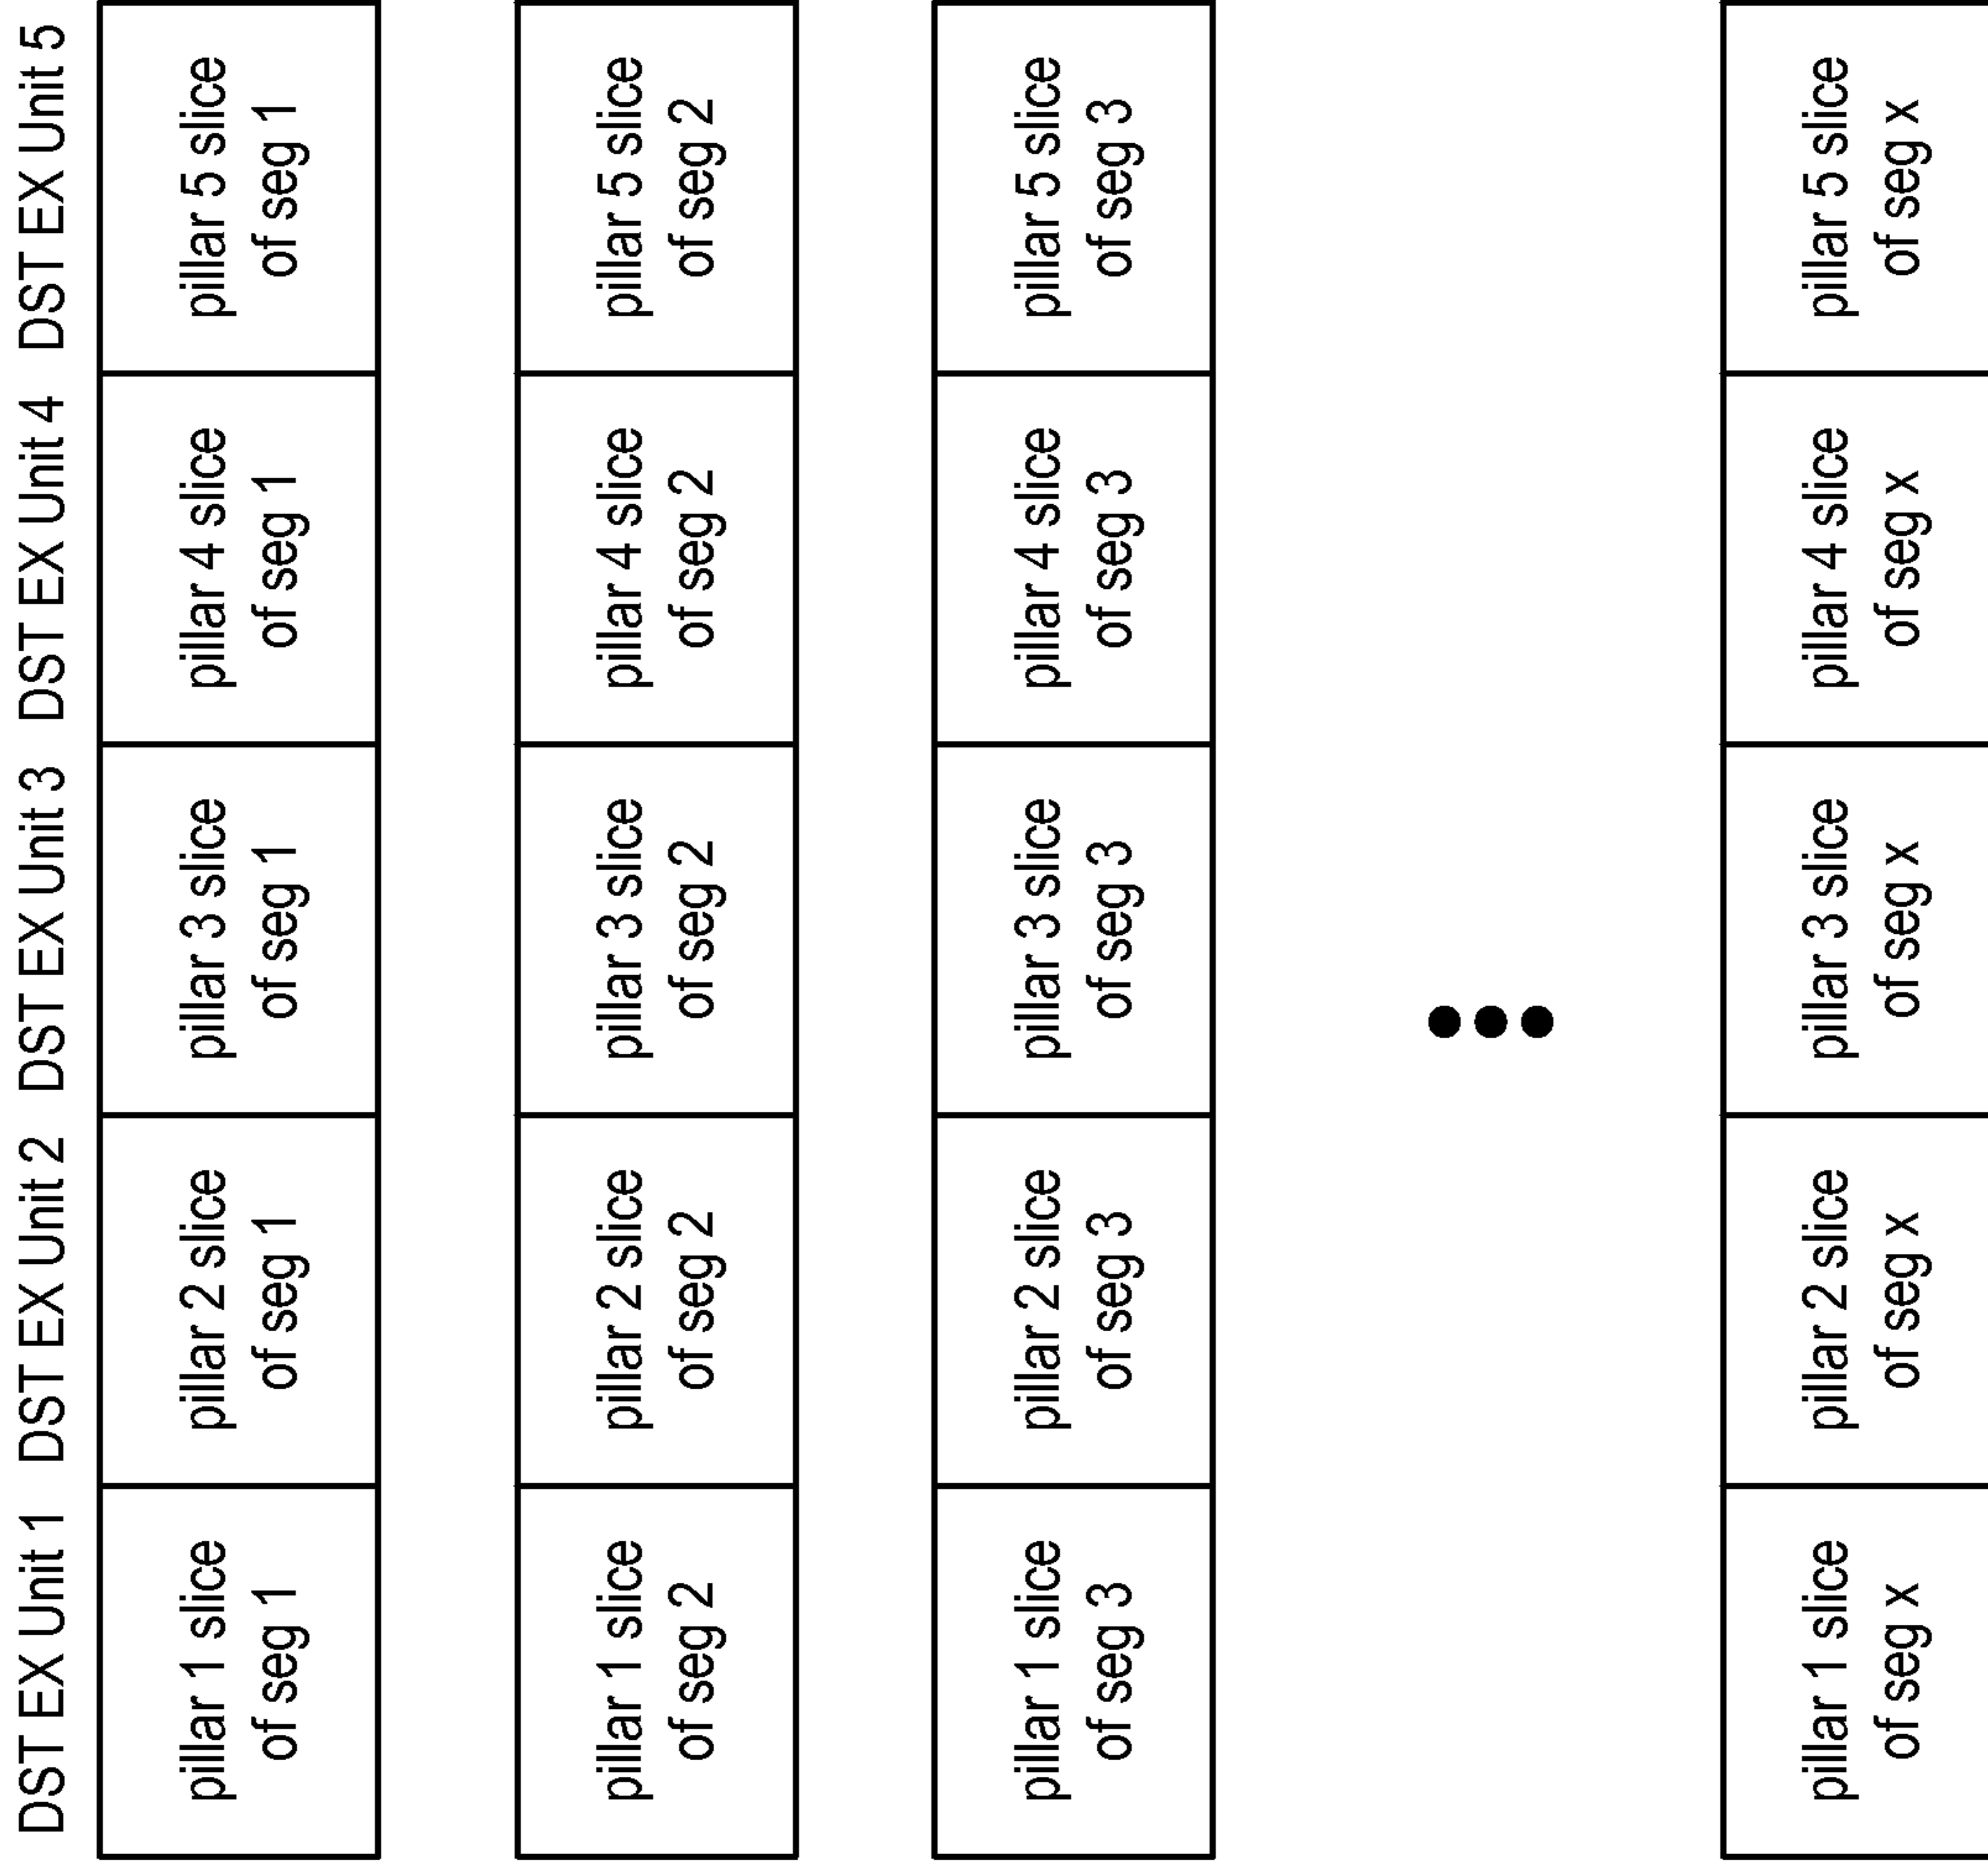 DST EX Unit 1 DST EX Unit 2 DST EX Unit 3 DST EX Unit 4 DST EX Unit 5
pillar 1 slice pillar 2 slice pillar 3 slice pillar 4 slice pillar 5 slice
of seg 1 of seg 1 of seg 1 of seg 1 of seg 1
pillar 1 slice pillar 2 slice pillar 3 slice pillar 4 slice pillar 5 slice
of seg 2 of seg 2 of seg 2 of seg 2 of seg 2
pillar 1 slice pillar 2 slice pillar 3 slice pillar 4 slice pillar 5 slice
of seg 3 of seg 3 of seg 3 of seg 3 of seg 3
pillar 1 slice pillar 2 slice pillar 3 slice pillar 4 slice pillar 5 slice
of seg x of seg x of seg x of seg x of seg x